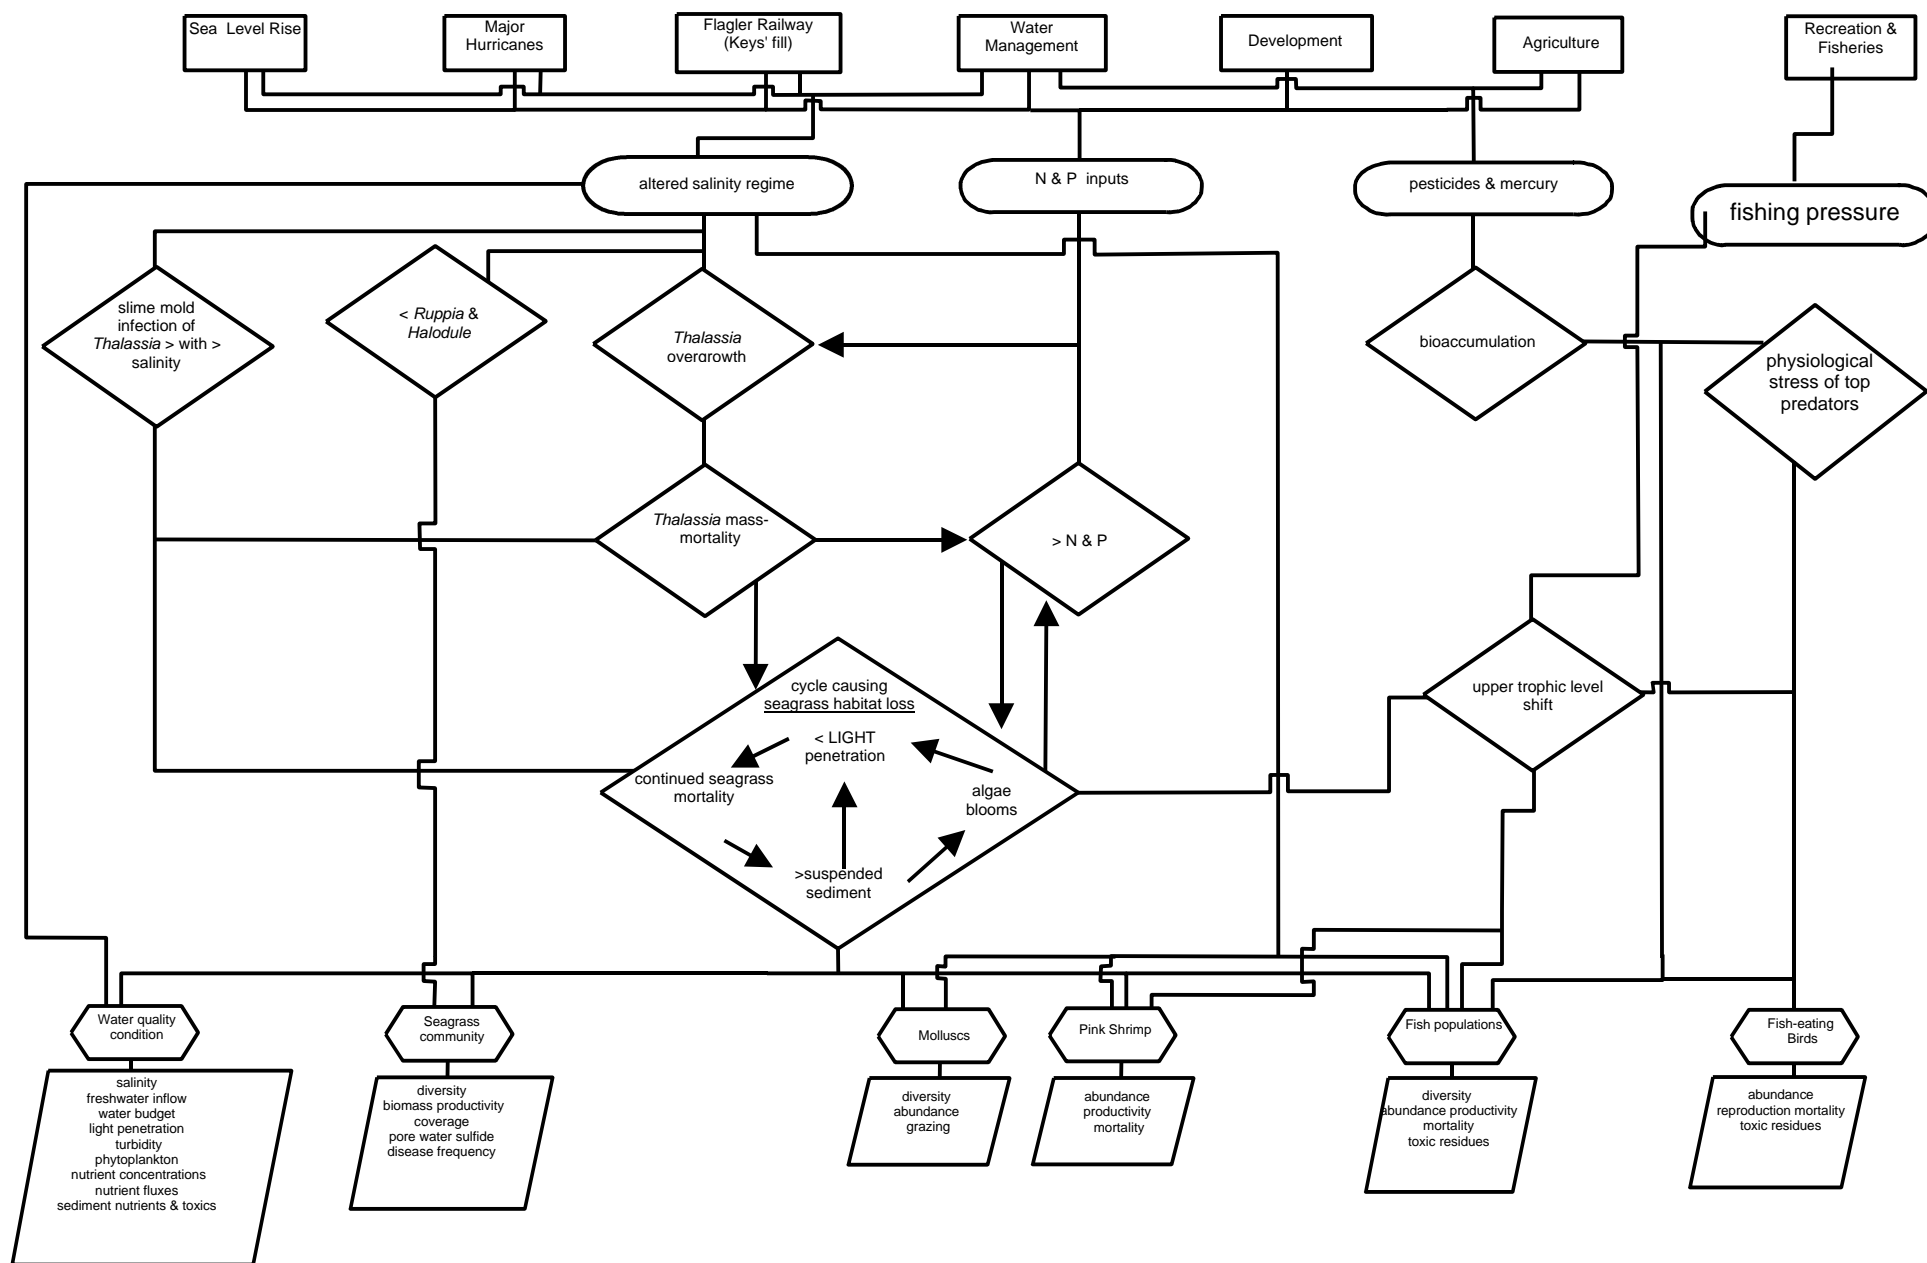 Sea Level Rise
Major
Hurricanes
Flagler Railway
(Keys' fill)
Water
Management
Development
Agriculture
Recreation &
Fisheries
altered salinity regime
N & P inputs
pesticides & mercury
fishing pressure
slime mold
infection of
Thalassia > with >
salinity
< Ruppia &
Halodule
Thalassia
overgrowth
bioaccumulation
physiological
stress of top
predators
Thalassia mass-
mortality
> N & P
cycle causing
seagrass habitat loss
< LIGHT
penetration
continued seagrass
mortality
algae
blooms
>suspended
sediment
upper trophic level
shift
Water quality
condition
Seagrass
community
Molluscs
Pink Shrimp
Fish populations
Fish-eating
Birds
salinity
freshwater inflow
water budget
light penetration
turbidity
phytoplankton
nutrient concentrations
nutrient fluxes
sediment nutrients & toxics
diversity
biomass productivity
coverage
pore water sulfide
disease frequency
diversity
abundance
grazing
abundance
productivity
mortality
diversity
abundance productivity
mortality
toxic residues
abundance
reproduction mortality
toxic residues